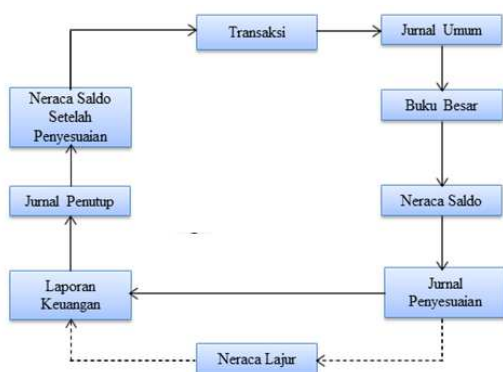 Transaksi
Jurnal Umum
Neraca Saldo
Setelah
Penyesuaian
Buku Besar
Jurnal Penutup
Neraca Saldo
Laporan
Keuangan
Jurnal
Penyesuaian
Neraca Lajur